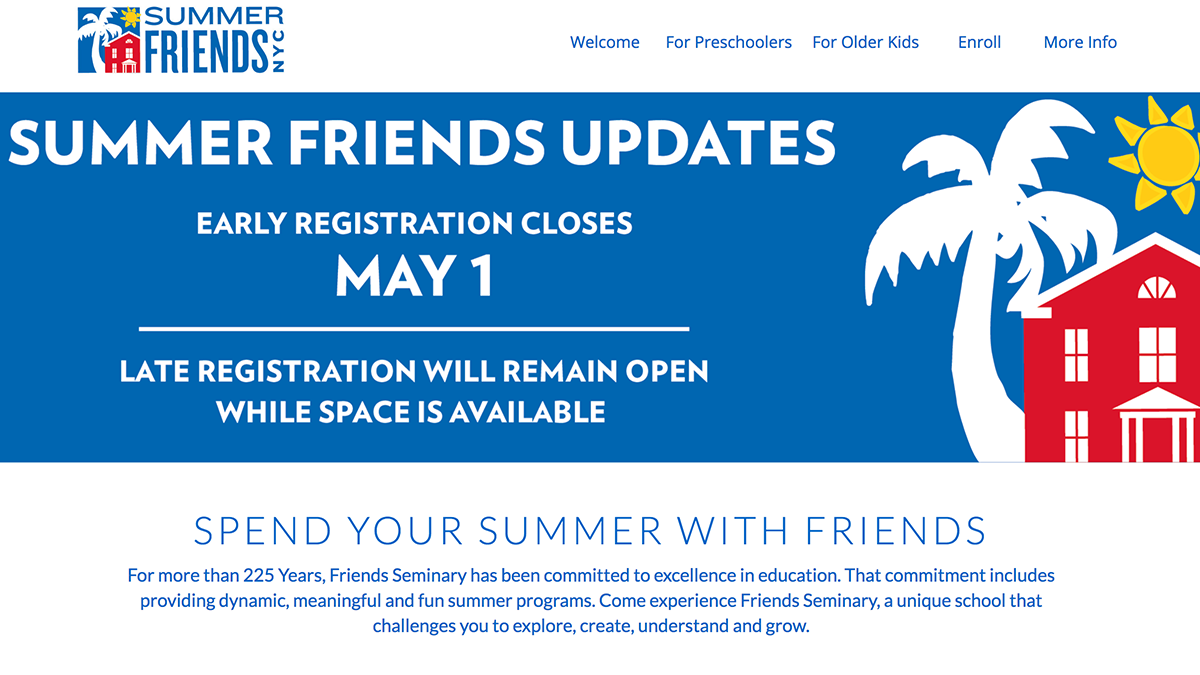 SUMMER
FRIENDS
NYC
Welcome
For Preschoolers
For Older Kids
Enroll
More Info
SUMMER FRIENDS UPDATES
EARLY REGISTRATION CLOSES
MAY 1
LATE REGISTRATION WILL REMAIN OPEN
WHILE SPACE IS AVAILABLE
SPEND YOUR SUMMER WITH FRIENDS
For more than 225 Years, Friends Seminary has been committed to excellence in education. That commitment includes
providing dynamic, meaningful and fun summer programs. Come experience Friends Seminary, a unique school that
challenges you to explore, create, understand and grow.